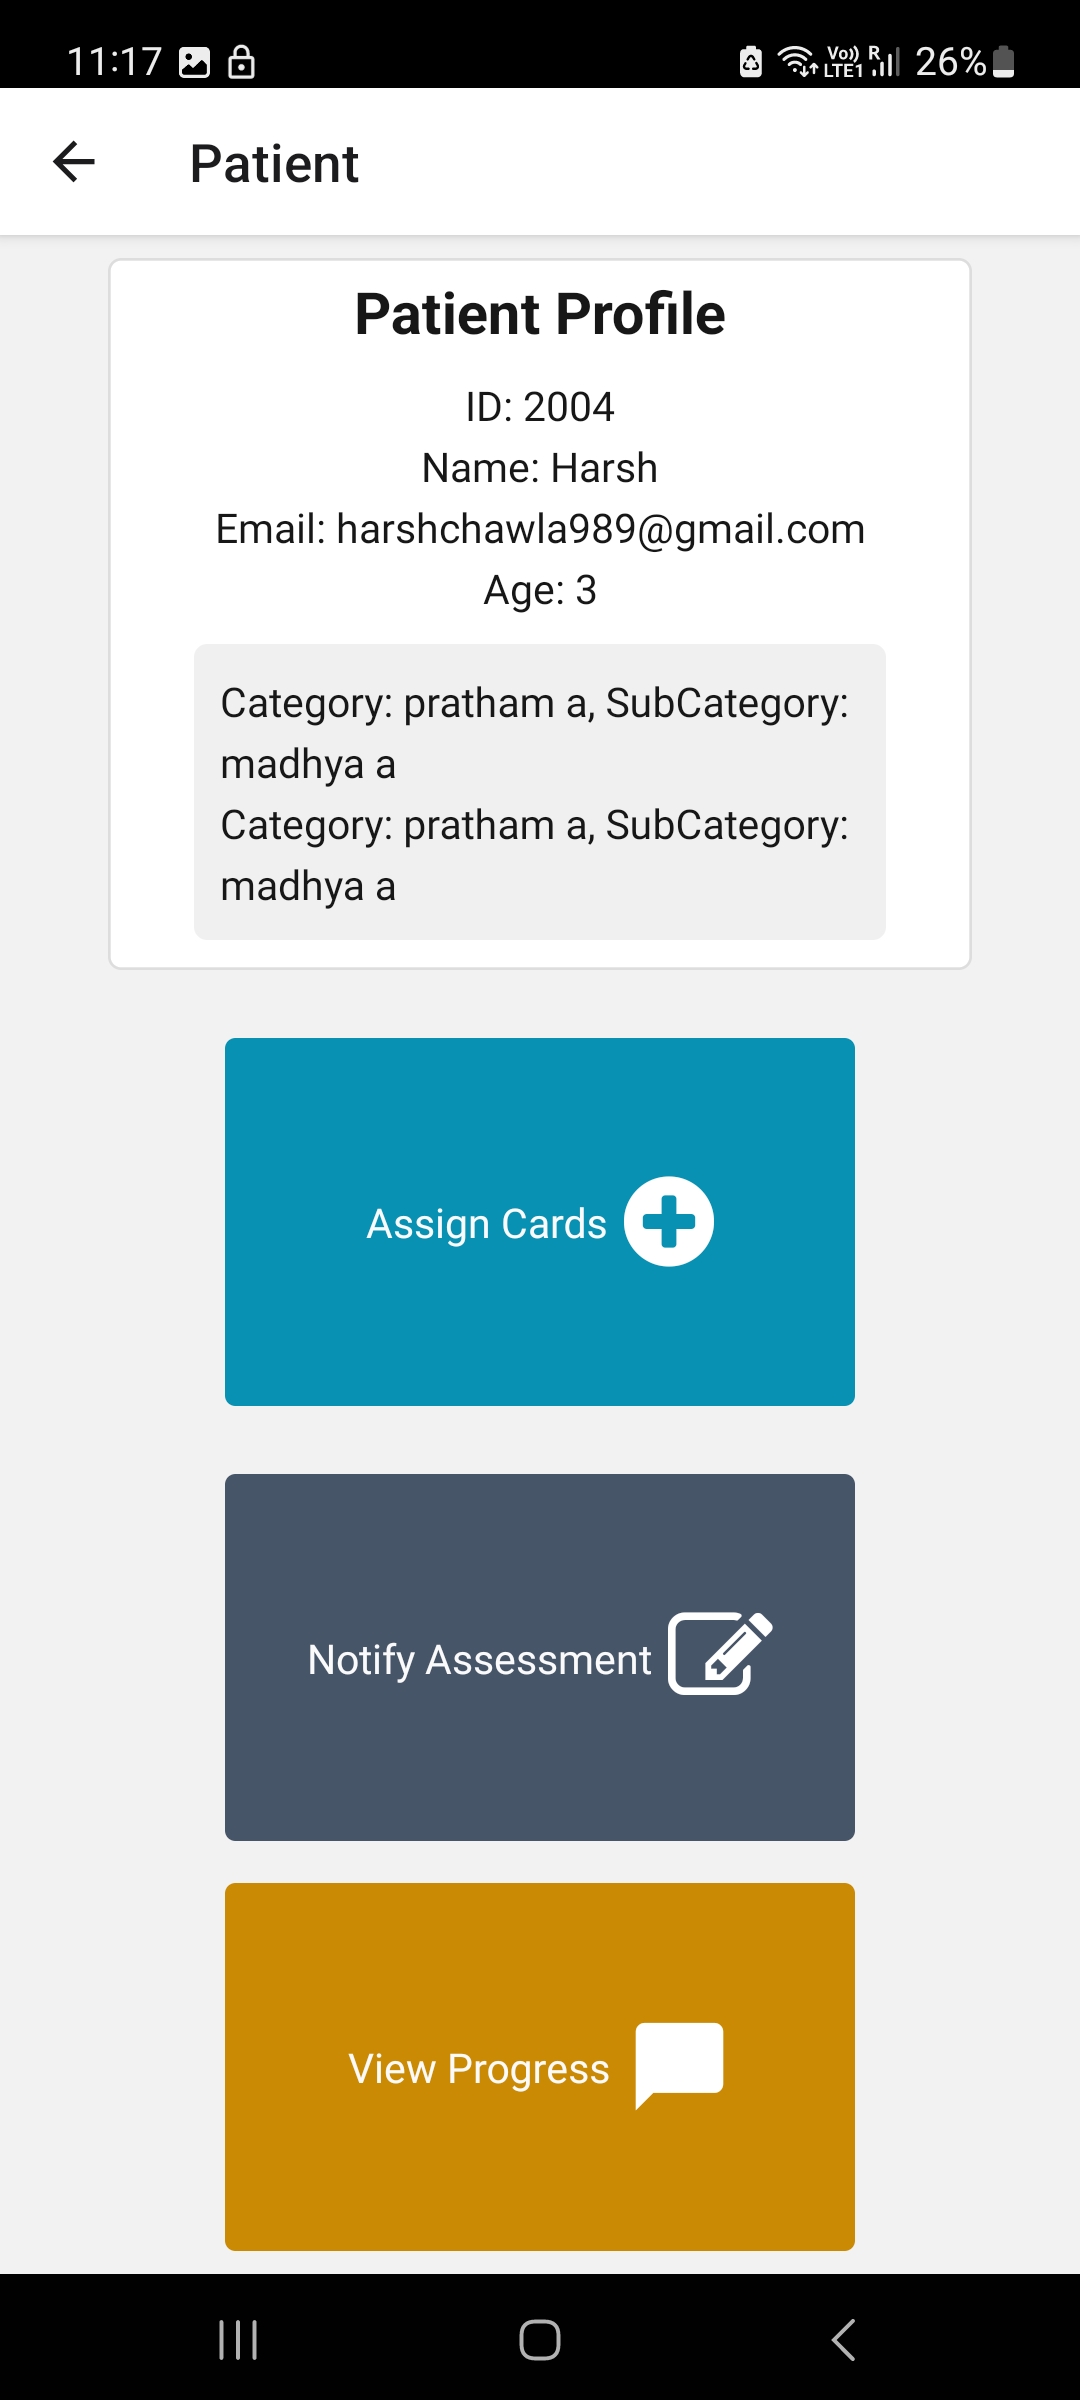 11:17
Vo))
LTE1
R
26%
Patient
Patient Profile
ID: 2004
Name: Harsh
Email: harshchawla989@gmail.com
Age: 3
Category: pratham a, SubCategory:
madhya a
Category: pratham a, SubCategory:
madhya a
Assign Cards
Notify Assessment
View Progress